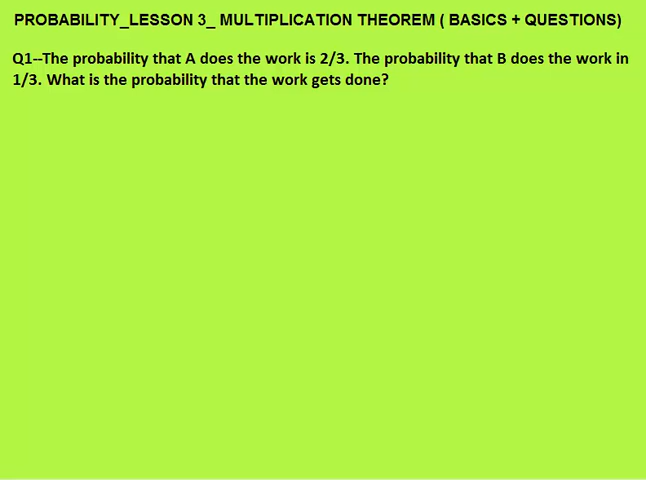 PROBABILITY_LESSON 3_ MULTIPLICATION THEOREM ( BASICS + QUESTIONS)
Q1--The probability that A does the work is 2/3. The probability that B does the work in
1/3. What is the probability that the work gets done?